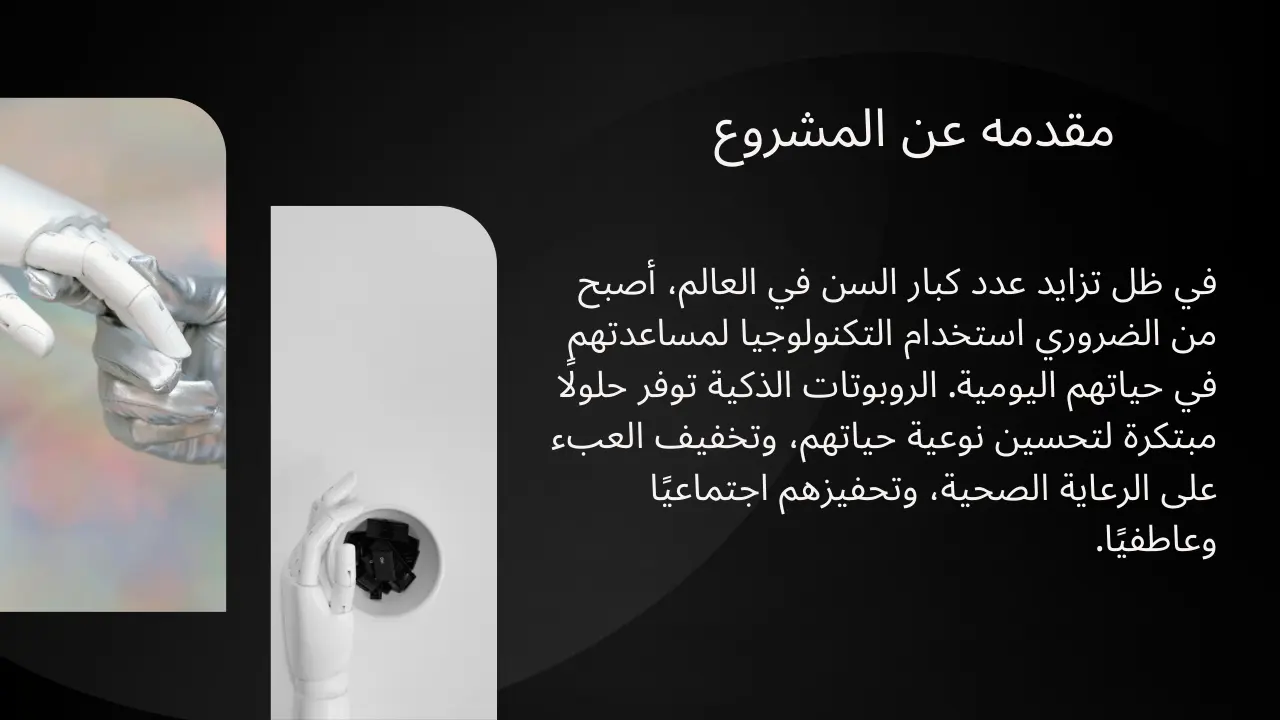 مقدمه عن المشروع
في ظل تزايد عدد كبار السن في العالم، أصبح
من الضروري استخدام التكنولوجيا لمساعدتهم
في حياتهم اليومية. الروبوتات الذكية توفر حلولًا
مبتكرة لتحسين نوعية حياتهم، وتخفيف العبء
على الرعاية الصحية، وتحفيزهم اجتماعيًا
وعاطفيًا.